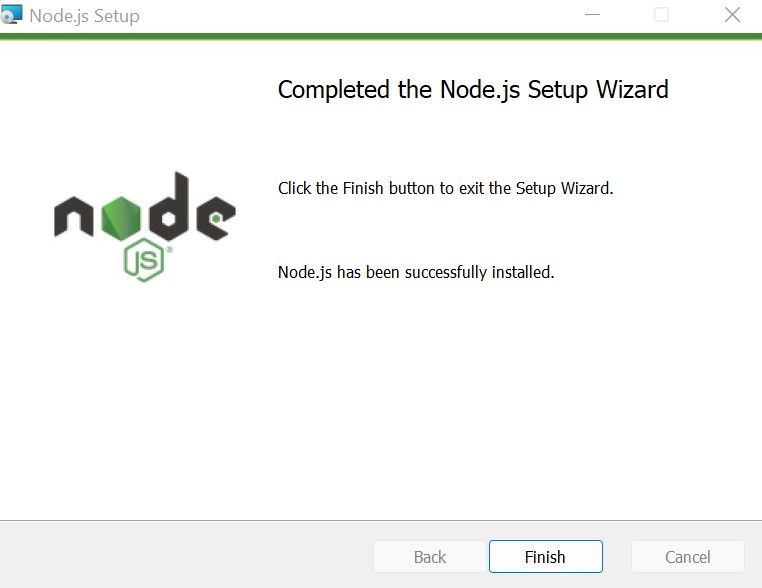 Node.js Setup
Completed the Node.js Setup Wizard
Click the Finish button to exit the Setup Wizard.
node
JS®
Node.js has been successfully installed.
Back
Finish
Cancel